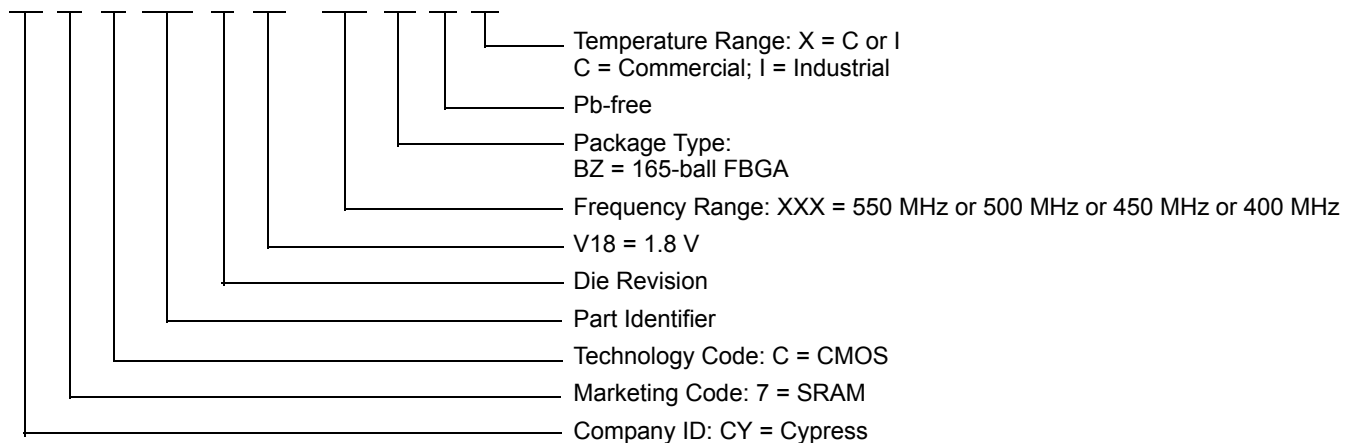 Temperature Range: X = C or I
C = Commercial; I = Industrial
Pb-free
Package Type:
BZ = 165-ball FBGA
Frequency Range: XXX = 550 MHz or 500 MHz or 450 MHz or 400 MHz
V18 = 1.8 V
Die Revision
Part Identifier
Technology Code: C = CMOS
Marketing Code: 7 = SRAM
Company ID: CY = Cypress